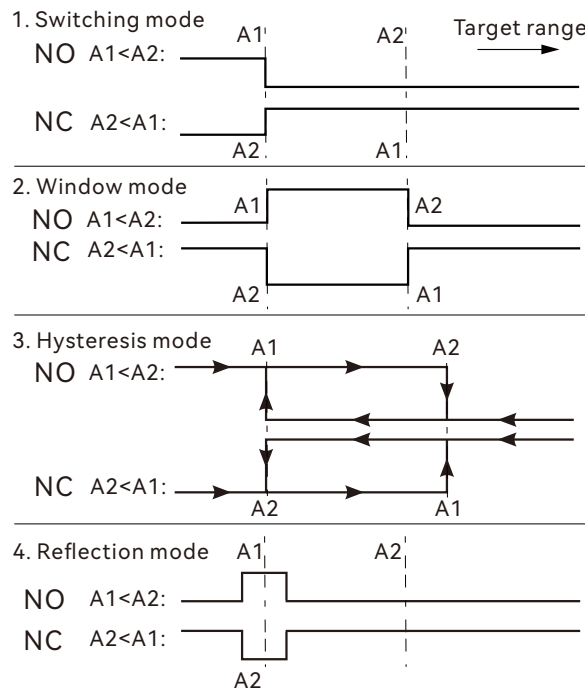 1. Switching mode
A1 A2 Target range
NO A1<A2:
NC A2<A1:
A2 A1
2. Window mode
NO A1<A2: A1 A2
NC A2<A1:
A2 A1
3. Hysteresis mode
A1 A2
NO A1<A2:
NC A2<A1:
A2 A1
4. Reflection mode A1 A2
NO A1<A2:
NC A2<A1:
A2